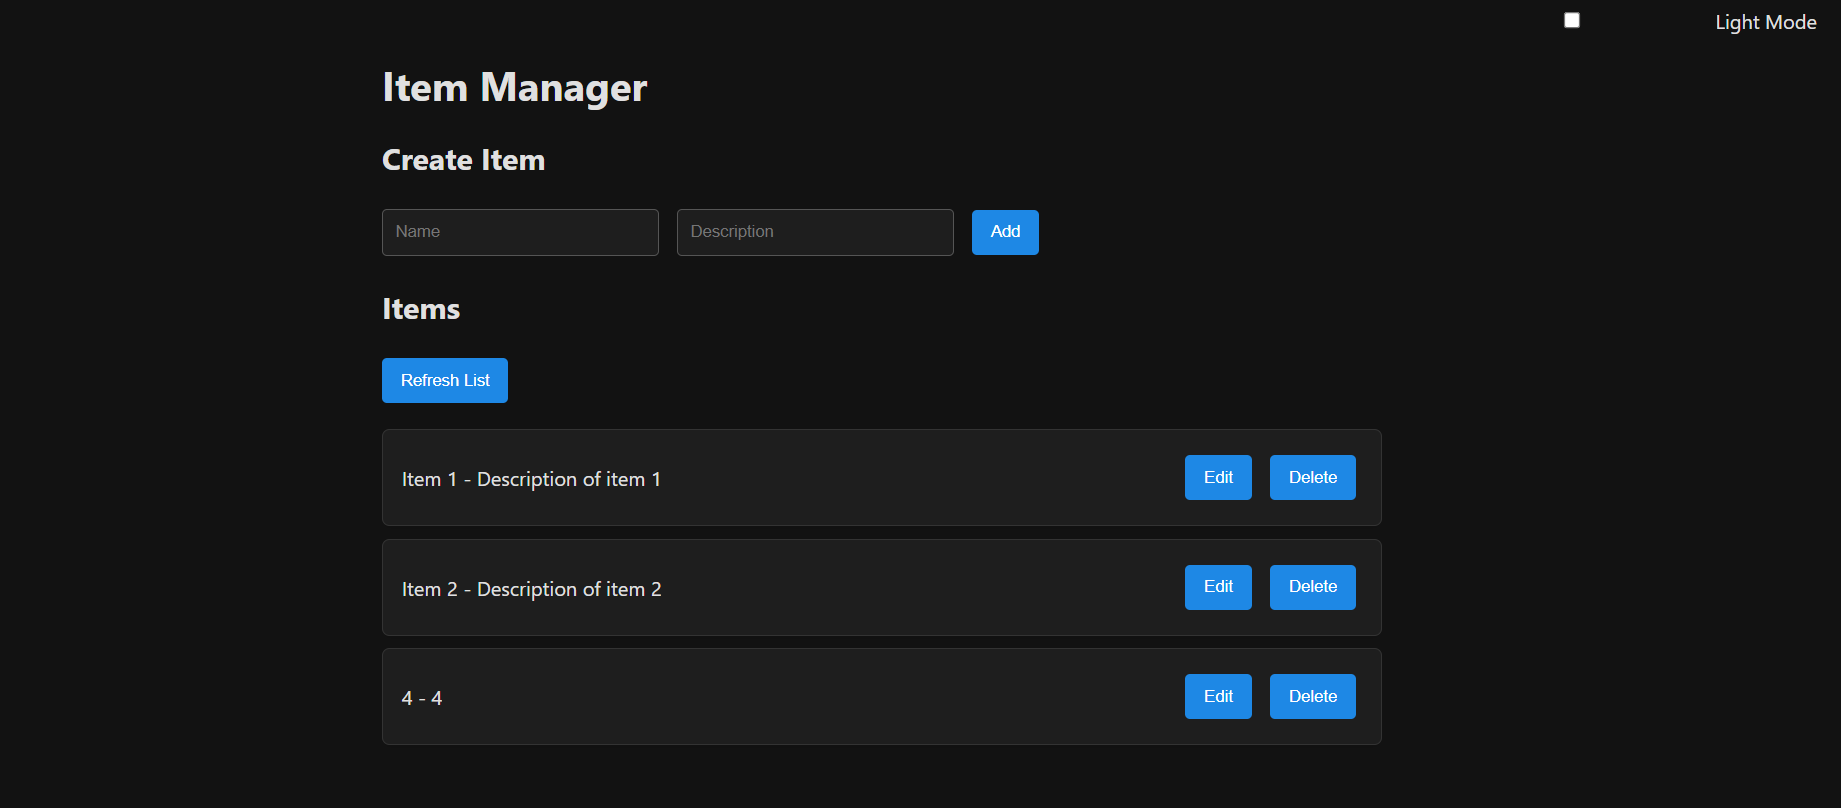 Light Mode
Item Manager
Create Item
Name Description Add
Items
Refresh List
Item 1 - Description of item 1 Edit Delete
Item 2 - Description of item 2 Edit Delete
4 - 4 Edit Delete